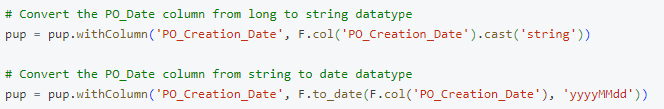 # Convert the PO_Date column from long to string datatype
pup = pup.withColumn('PO_Creation_Date', F.col('PO_Creation_Date').cast('string'))
# Convert the PO_Date column from string to date datatype
pup = pup.withColumn('PO_Creation_Date', F.to_date(F.col('PO_Creation_Date'), 'yyyyMMdd'))